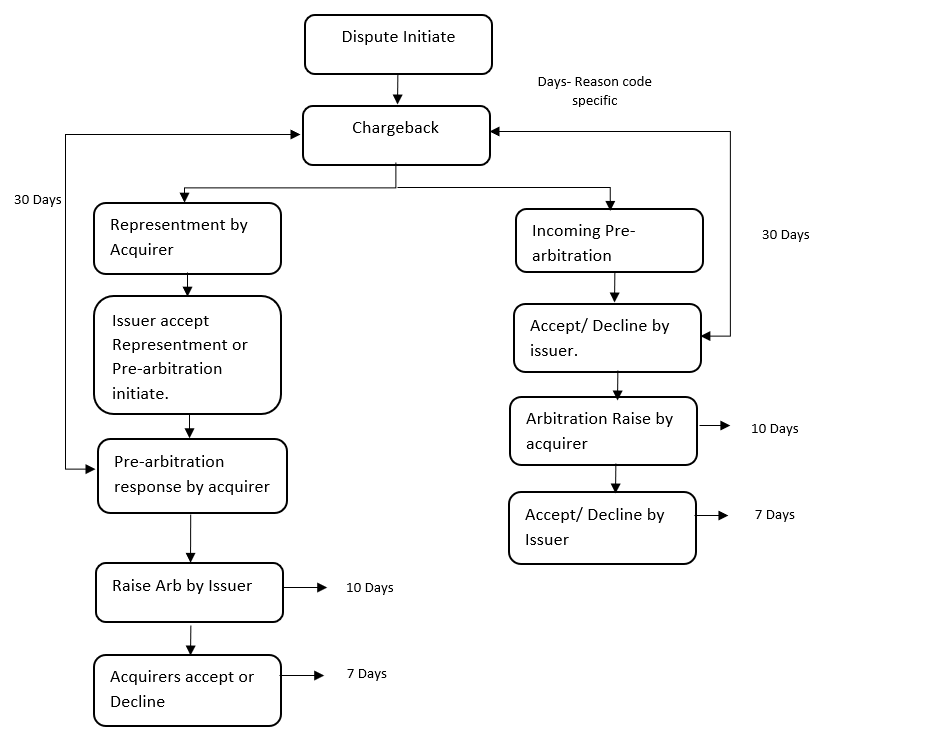 Dispute Initiate
Days- Reason code
specific
Chargeback
30 Days
Representment by
Acquirer
Issuer accept
Representment or
Pre-arbitration
initiate.
Pre-arbitration
response by acquirer
Raise Arb by Issuer
10 Days
Acquirers accept or
Decline
7 Days
Incoming Pre-
arbitration
30 Days
Accept/ Decline by
issuer.
Arbitration Raise by
acquirer
10 Days
Accept/ Decline by
Issuer
7 Days